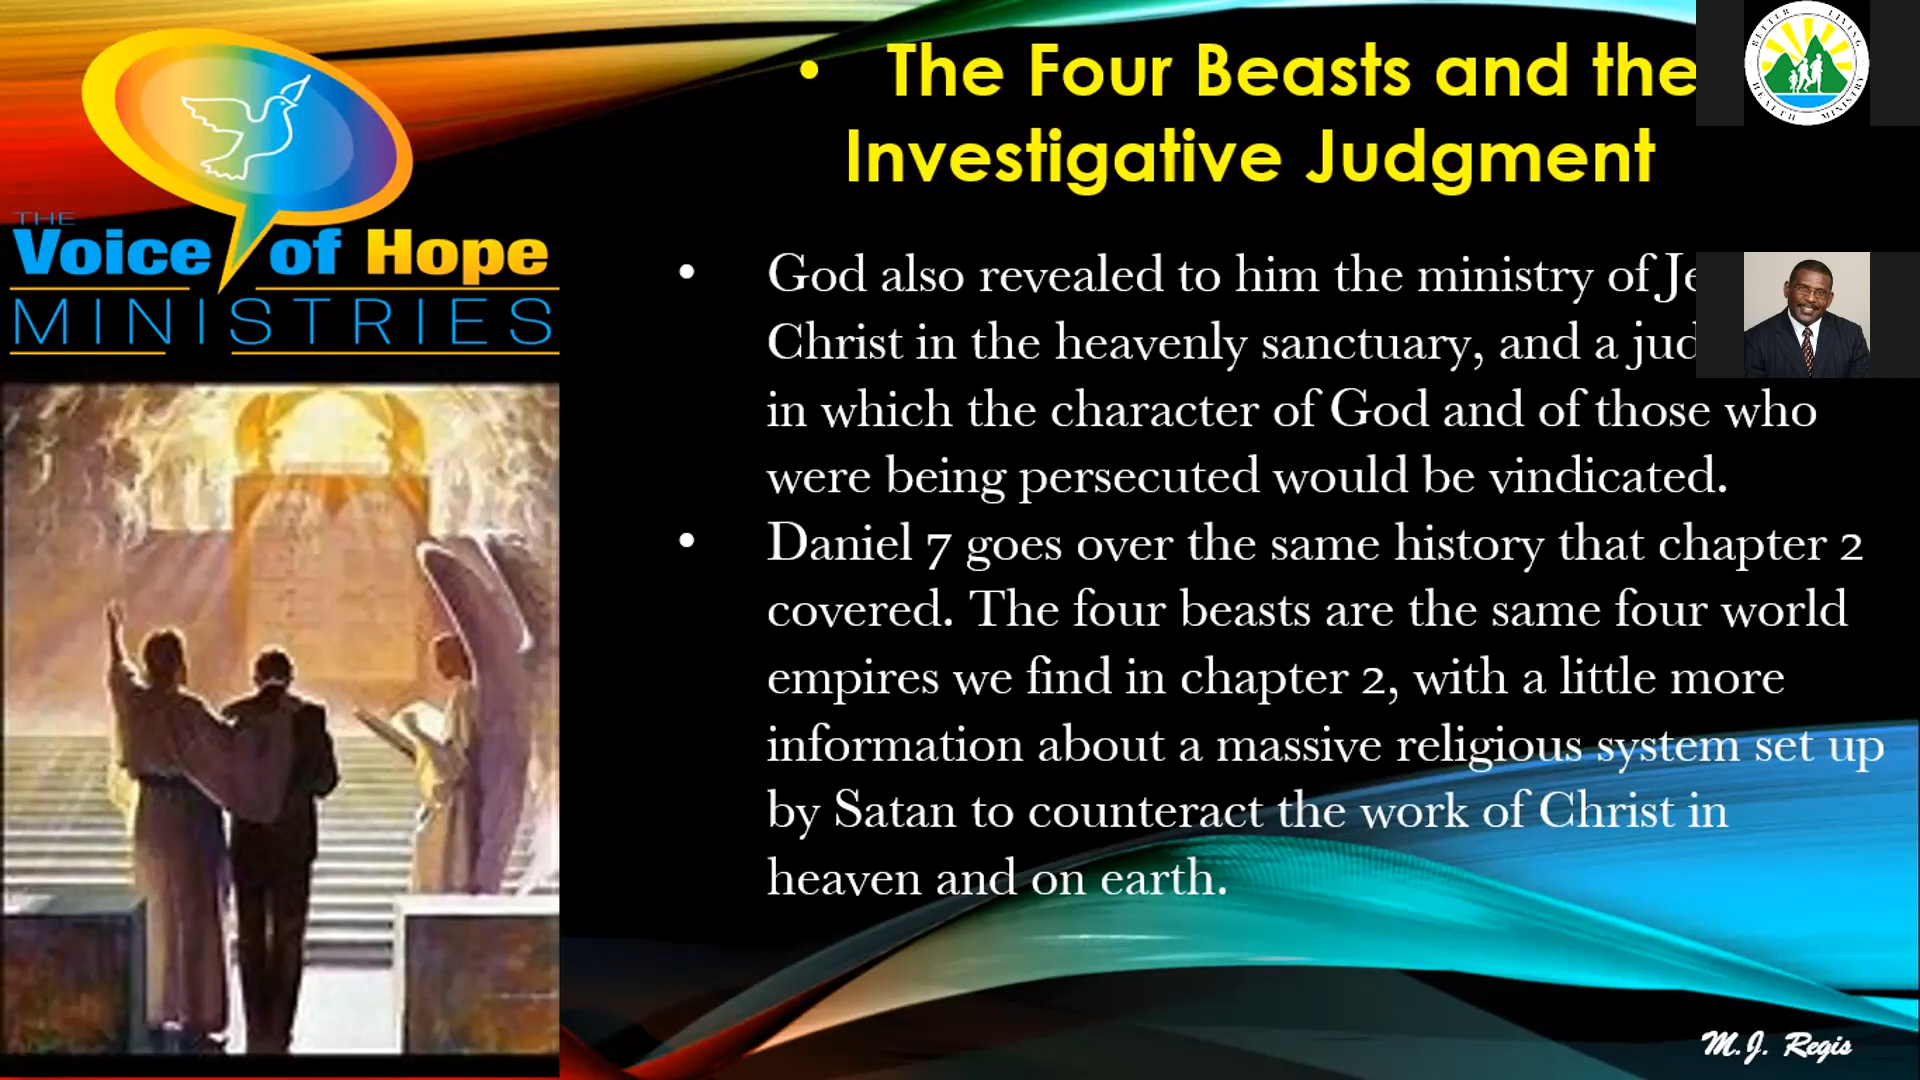 THE
Voice of Hope
MINISTRIES
• The Four Beasts and the
Investigative Judgment
BETTER LIVING
HEALTH MINISTRY
• God also revealed to him the ministry of
Christ in the heavenly sanctuary, and a
in which the character of God and of those who
were being persecuted would be vindicated.
• Daniel 7 goes over the same history that chapter 2
covered. The four beasts are the same four world
empires we find in chapter 2, with a little more
information about a massive religious system set up
by Satan to counteract the work of Christ in
heaven and on earth.
M.J. Regis